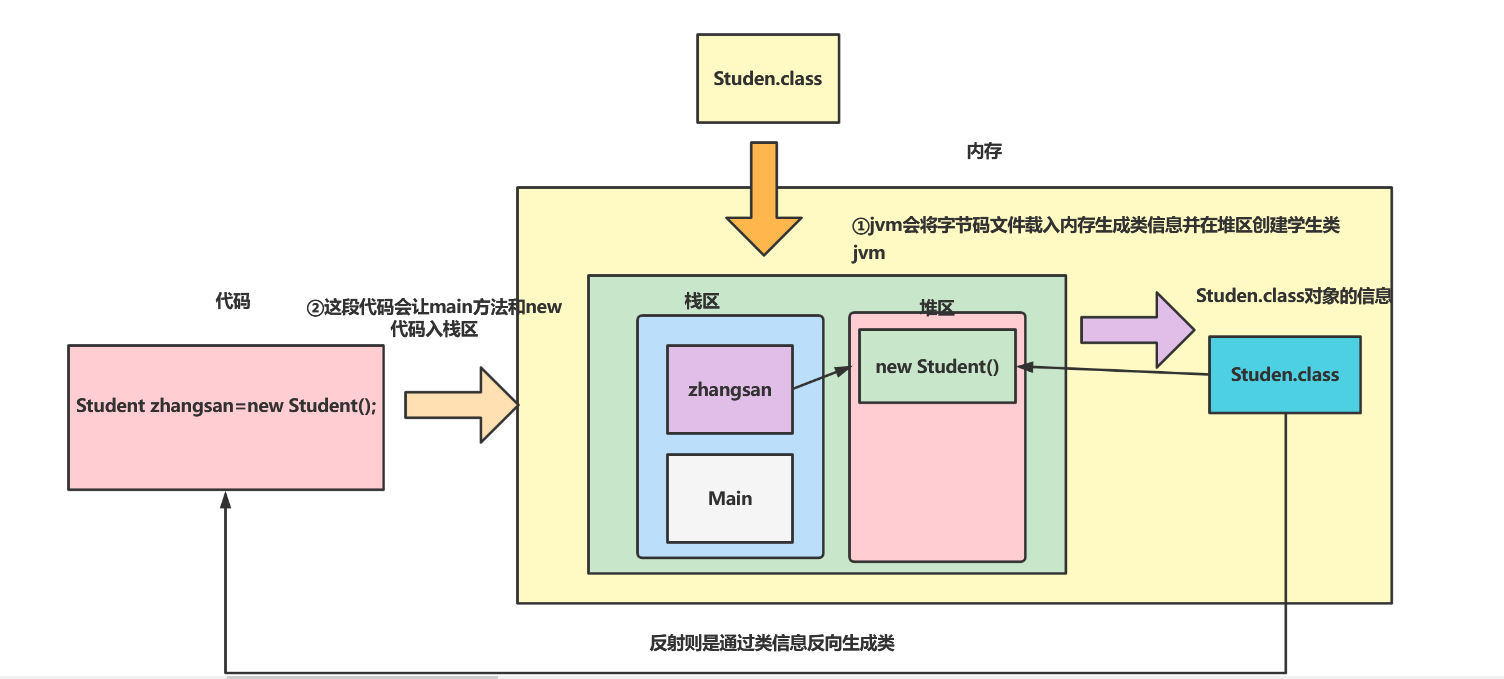 Studen.class
内存
①jvm会将字节码文件载入内存生成类信息并在堆区创建学生类
jvm
代码
②这段代码会让main方法和new
代码入栈区
栈区
堆区
Studen.class对象的信息
Student zhangsan=new Student();
zhangsan
new Student()
Studen.class
Main
反射则是通过类信息反向生成类